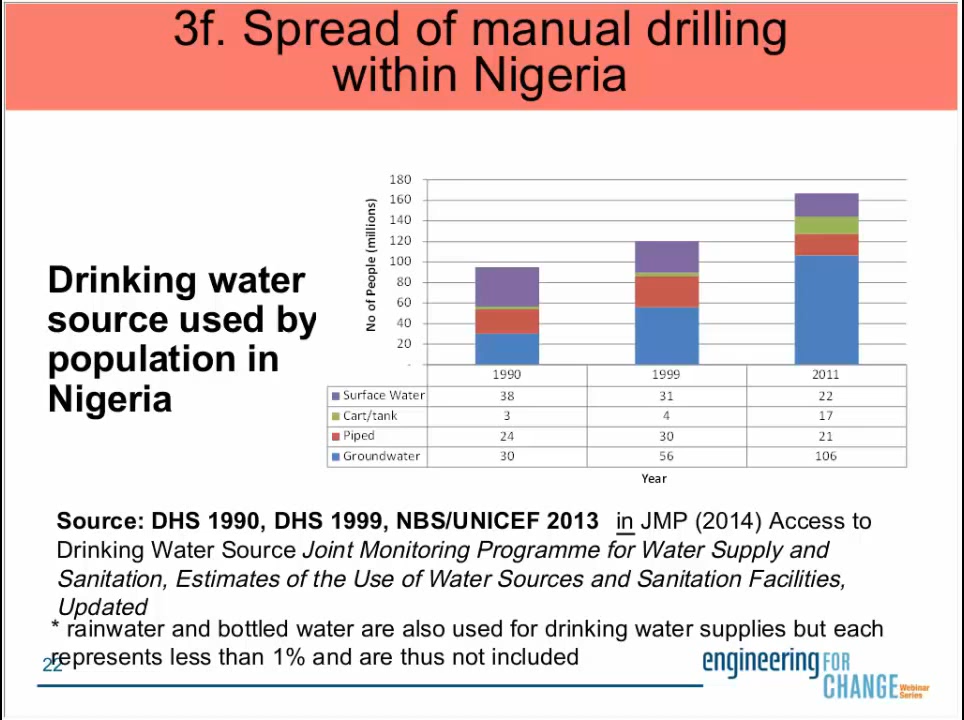 3f. Spread of manual drilling
within Nigeria
Drinking water
source used by
population in
Nigeria
No of People (millions)
180
160
140
120
100
80
60
40
20
-
1990 1999 2011
Surface Water 38 31 22
Cart/tank 3 4 17
Piped 24 30 21
Groundwater 30 56 106
Year
Source: DHS 1990, DHS 1999, NBS/UNICEF 2013 in JMP (2014) Access to
Drinking Water Source Joint Monitoring Programme for Water Supply and
Sanitation, Estimates of the Use of Water Sources and Sanitation Facilities,
Updated
* rainwater and bottled water are also used for drinking water supplies but each
represents less than 1% and are thus not included
22
engineering FOR
CHANGE Webinar
Series